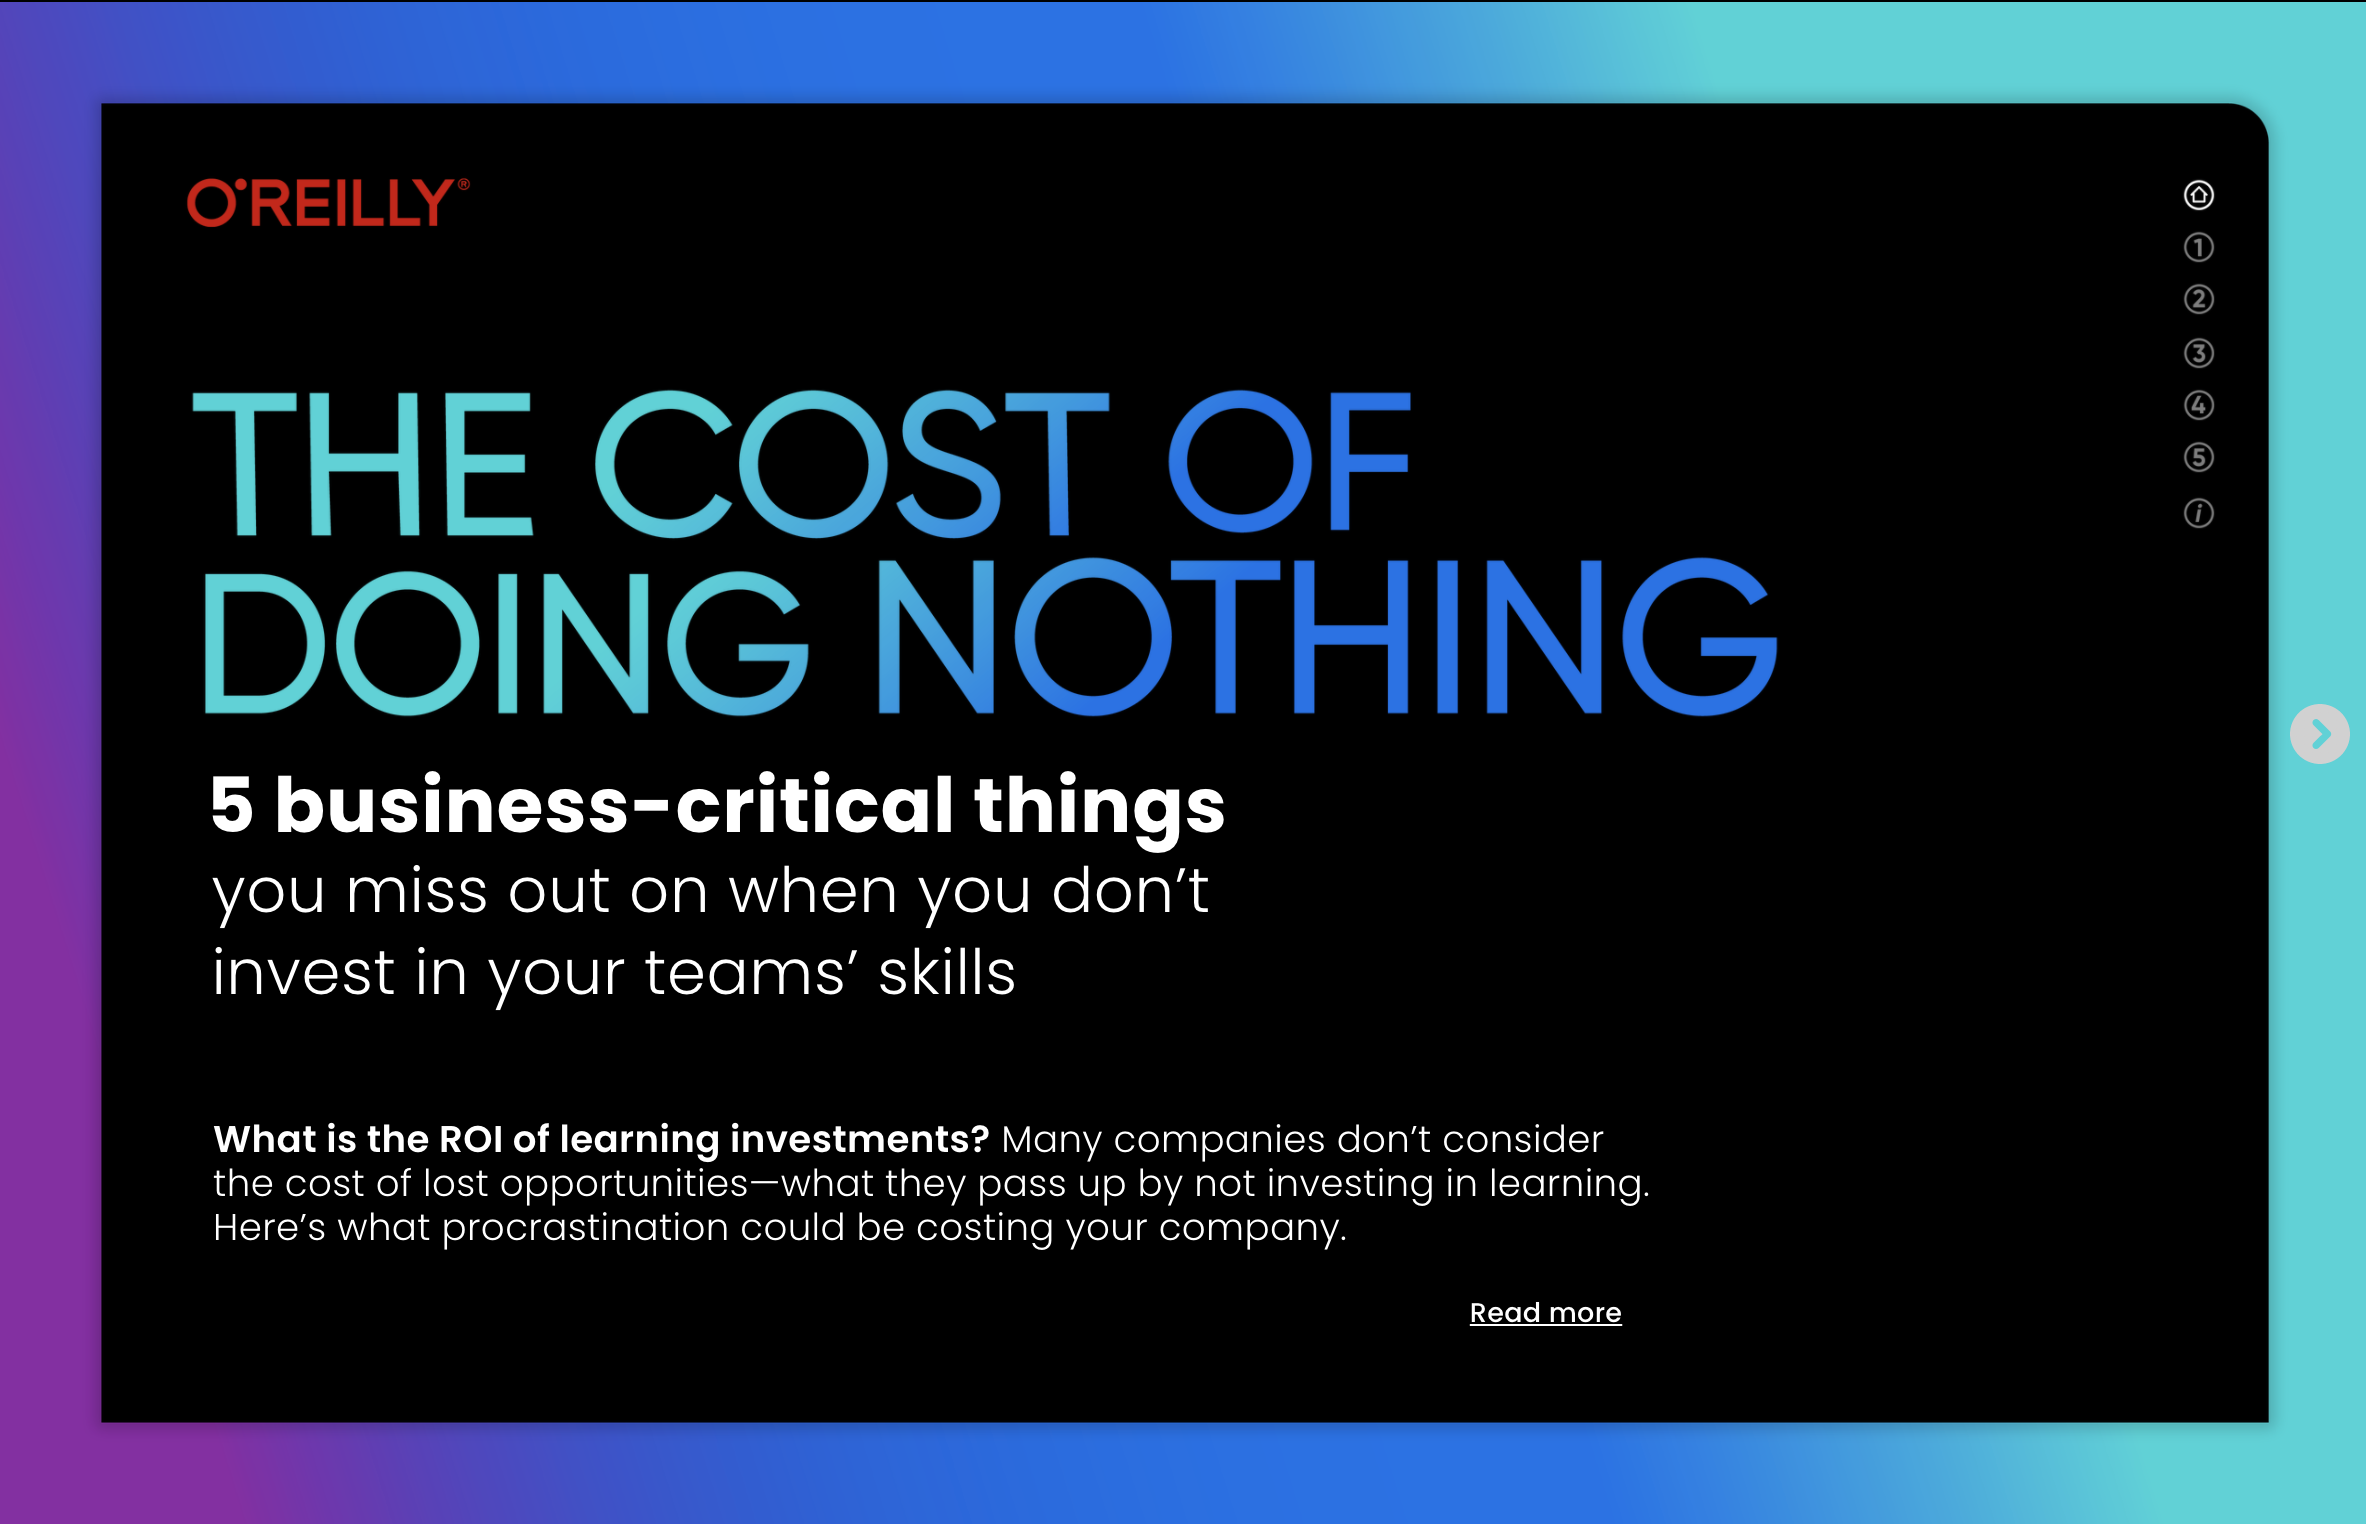 O'REILLY®
THE COST OF
DOING NOTHING
5 business-critical things
you miss out on when you don’t
invest in your teams’ skills
What is the ROI of learning investments? Many companies don’t consider
the cost of lost opportunities—what they pass up by not investing in learning.
Here’s what procrastination could be costing your company.
Read more
1
2
3
4
5
i